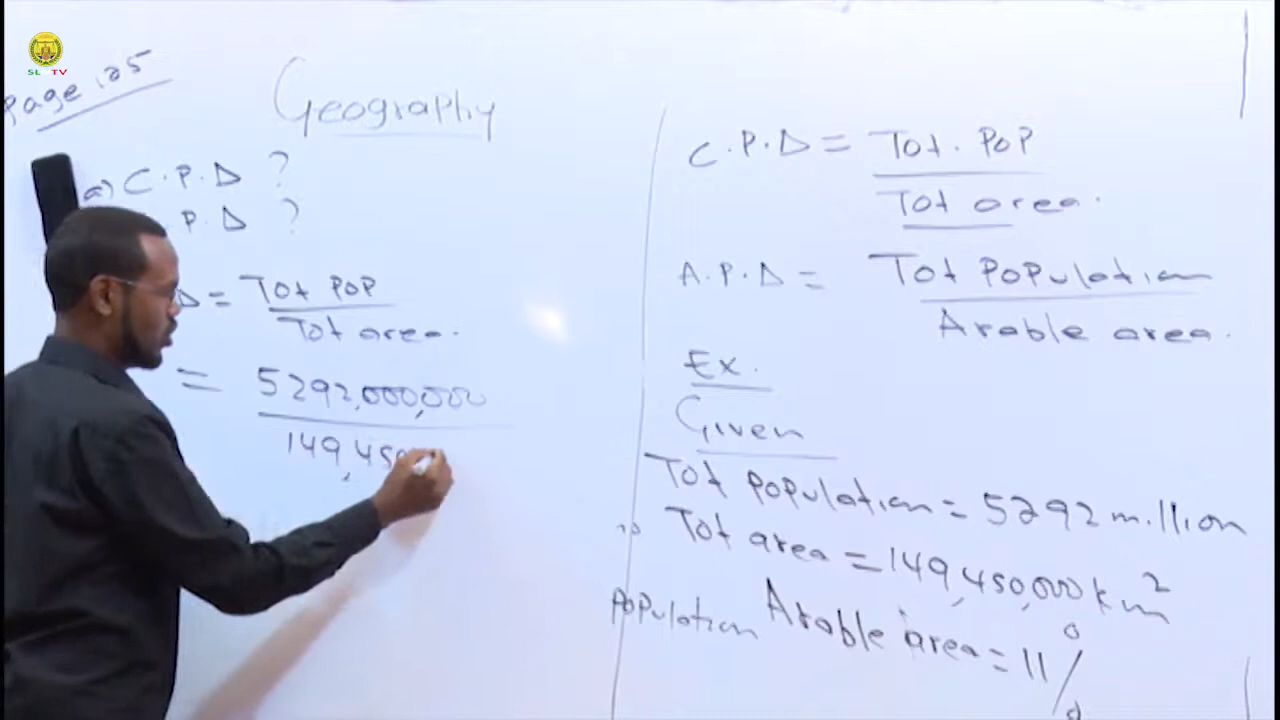 SL TV
Page 125
Geography
a) C.P.D ?
P.D ?
D = Tot POP
Tot area.
= 5292,000,000
149,450
C.P.D = Tot. POP
Tot area.
A.P.D = Tot Population
Arable area.
Ex.
Given
Tot population = 5292 million
Tot area = 149,450,000 km²
Population Arable area = 11%